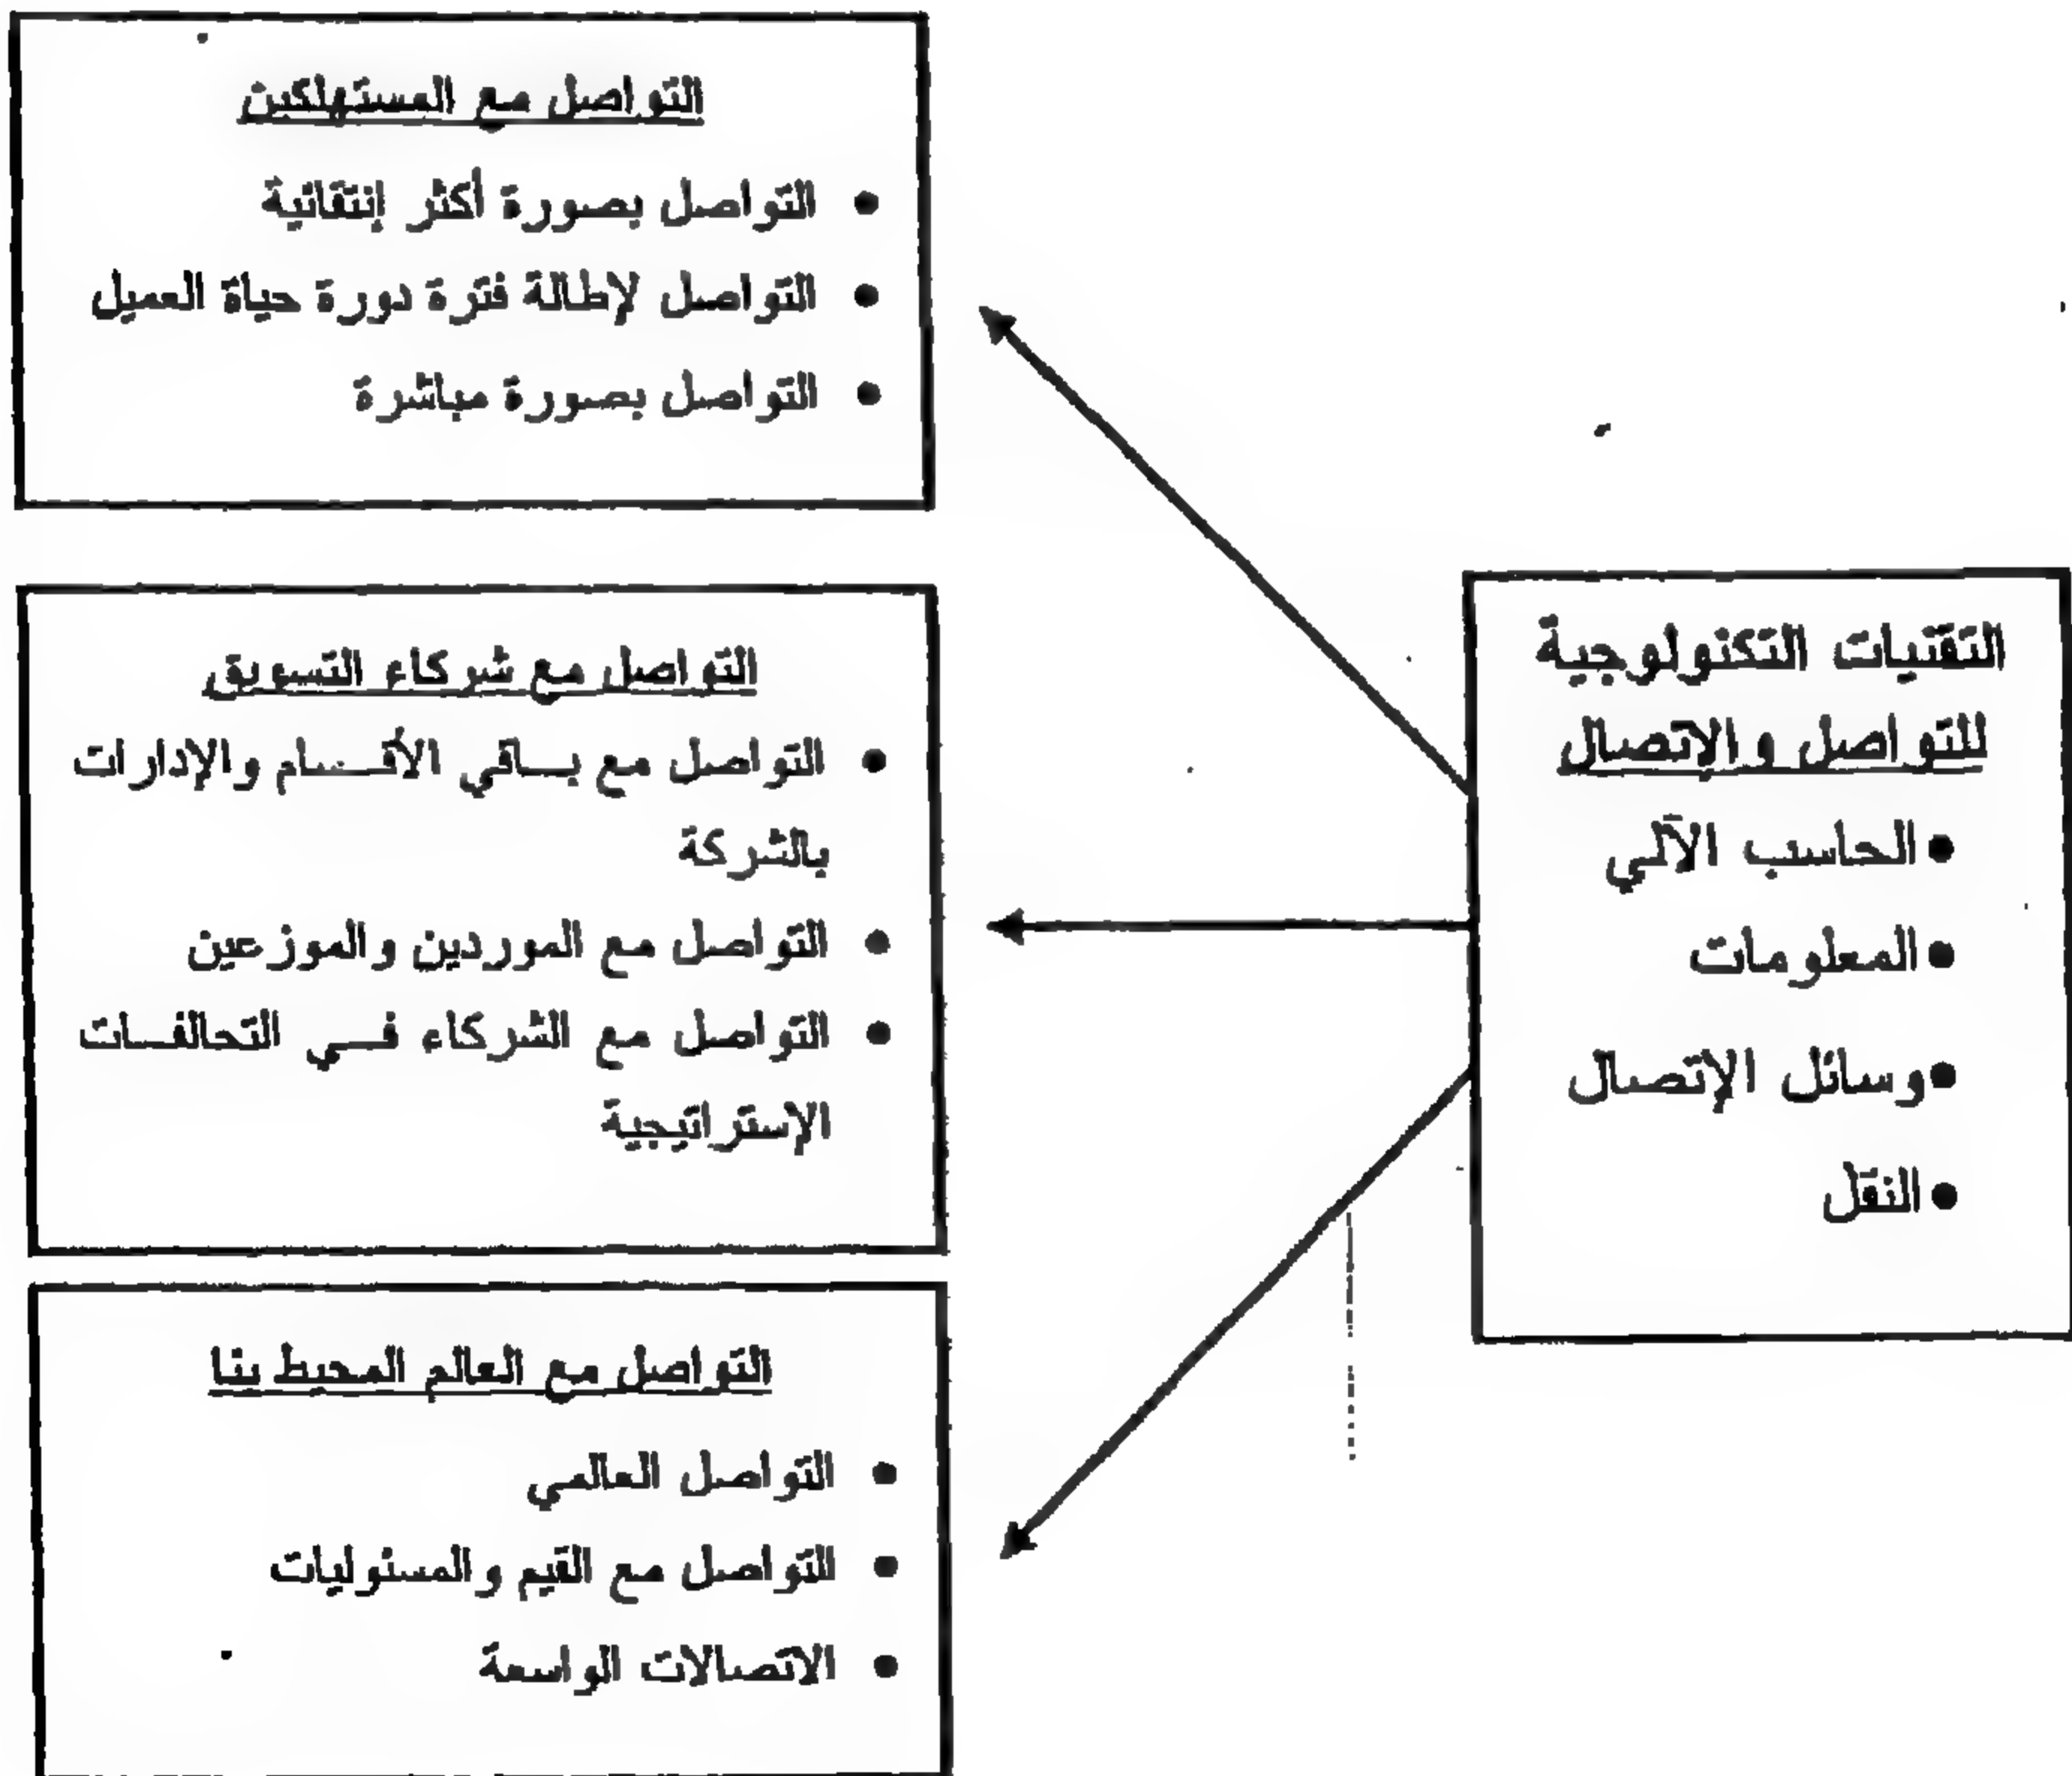 التقنيات التكنولوجية
للتواصل والاتصال
• الحاسب الآلي
• المعلومات
• وسائل الإتصال
• النقل
التواصل مع المستهلكين
• التواصل بصورة أكثر إنتقائية
• التواصل لإطالة فترة دورة حياة العميل
• التواصل بصورة مباشرة
التواصل مع شركاء التسويق
• التواصل مع باقي الأقسام والإدارات
بالشركة
• التواصل مع الموردين والموزعين
• التواصل مع الشركاء في التحالفات
الإستراتيجية
التواصل مع العالم المحيط بنا
• التواصل العالمي
• التواصل مع القيم والمسئوليات
• الاتصالات الواسعة